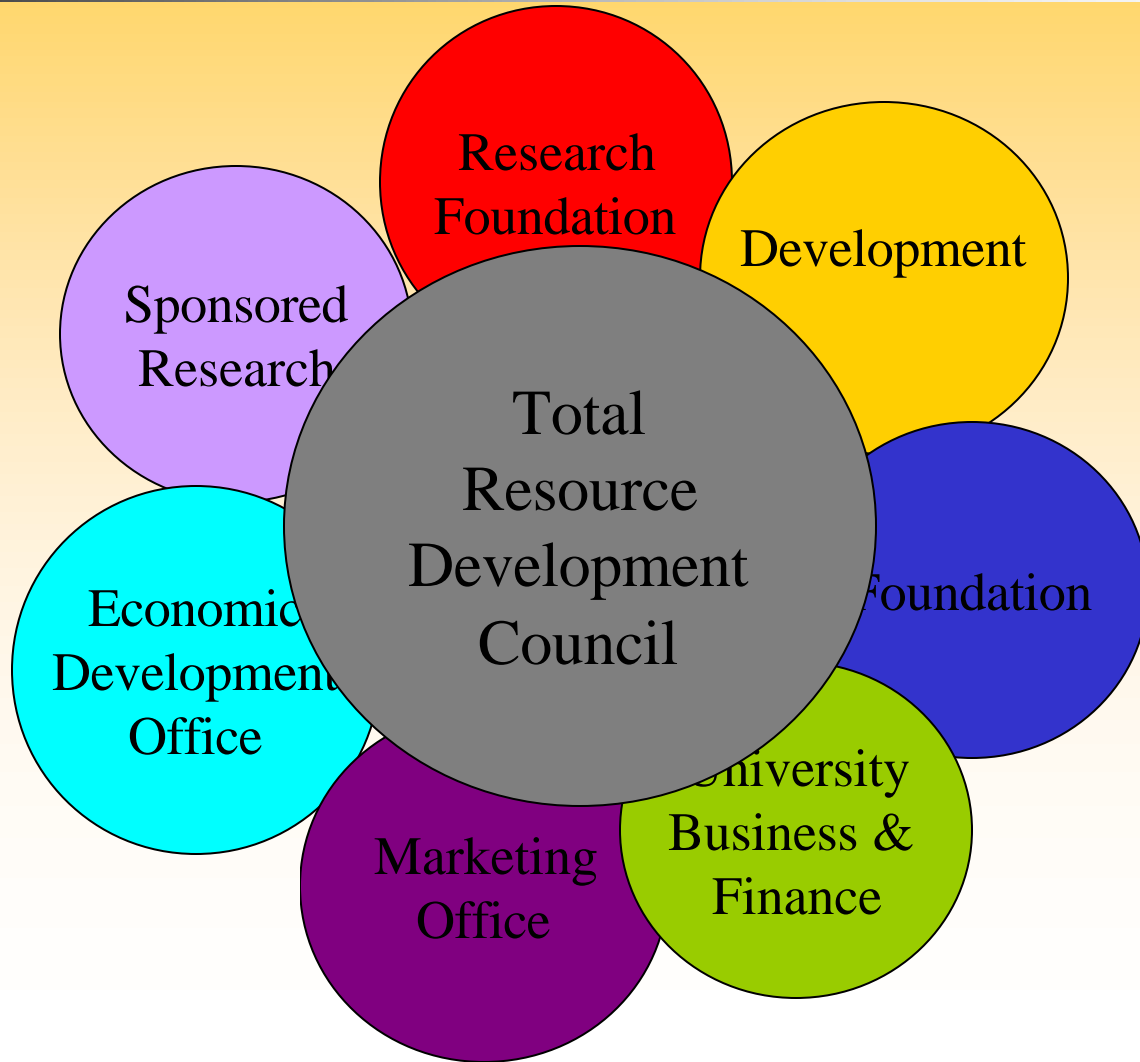 Research
Foundation
Development
Sponsored
Research
Total
Resource
Development
Council
Foundation
Economic
Development
Office
University
Business &
Finance
Marketing
Office